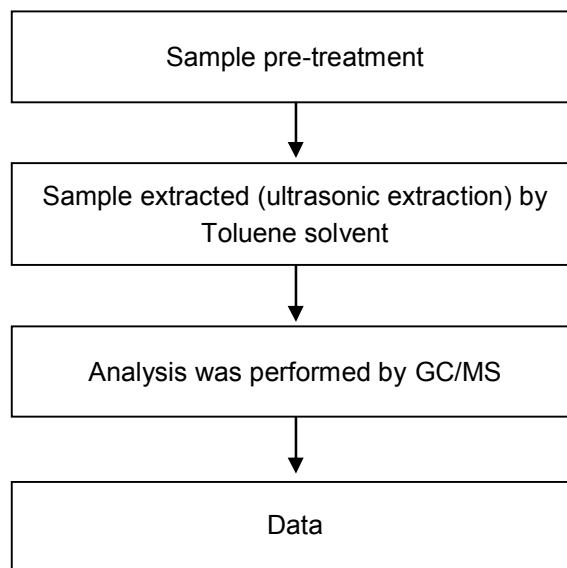 Sample pre-treatment
Sample extracted (ultrasonic extraction) by
Toluene solvent
Analysis was performed by GC/MS
Data